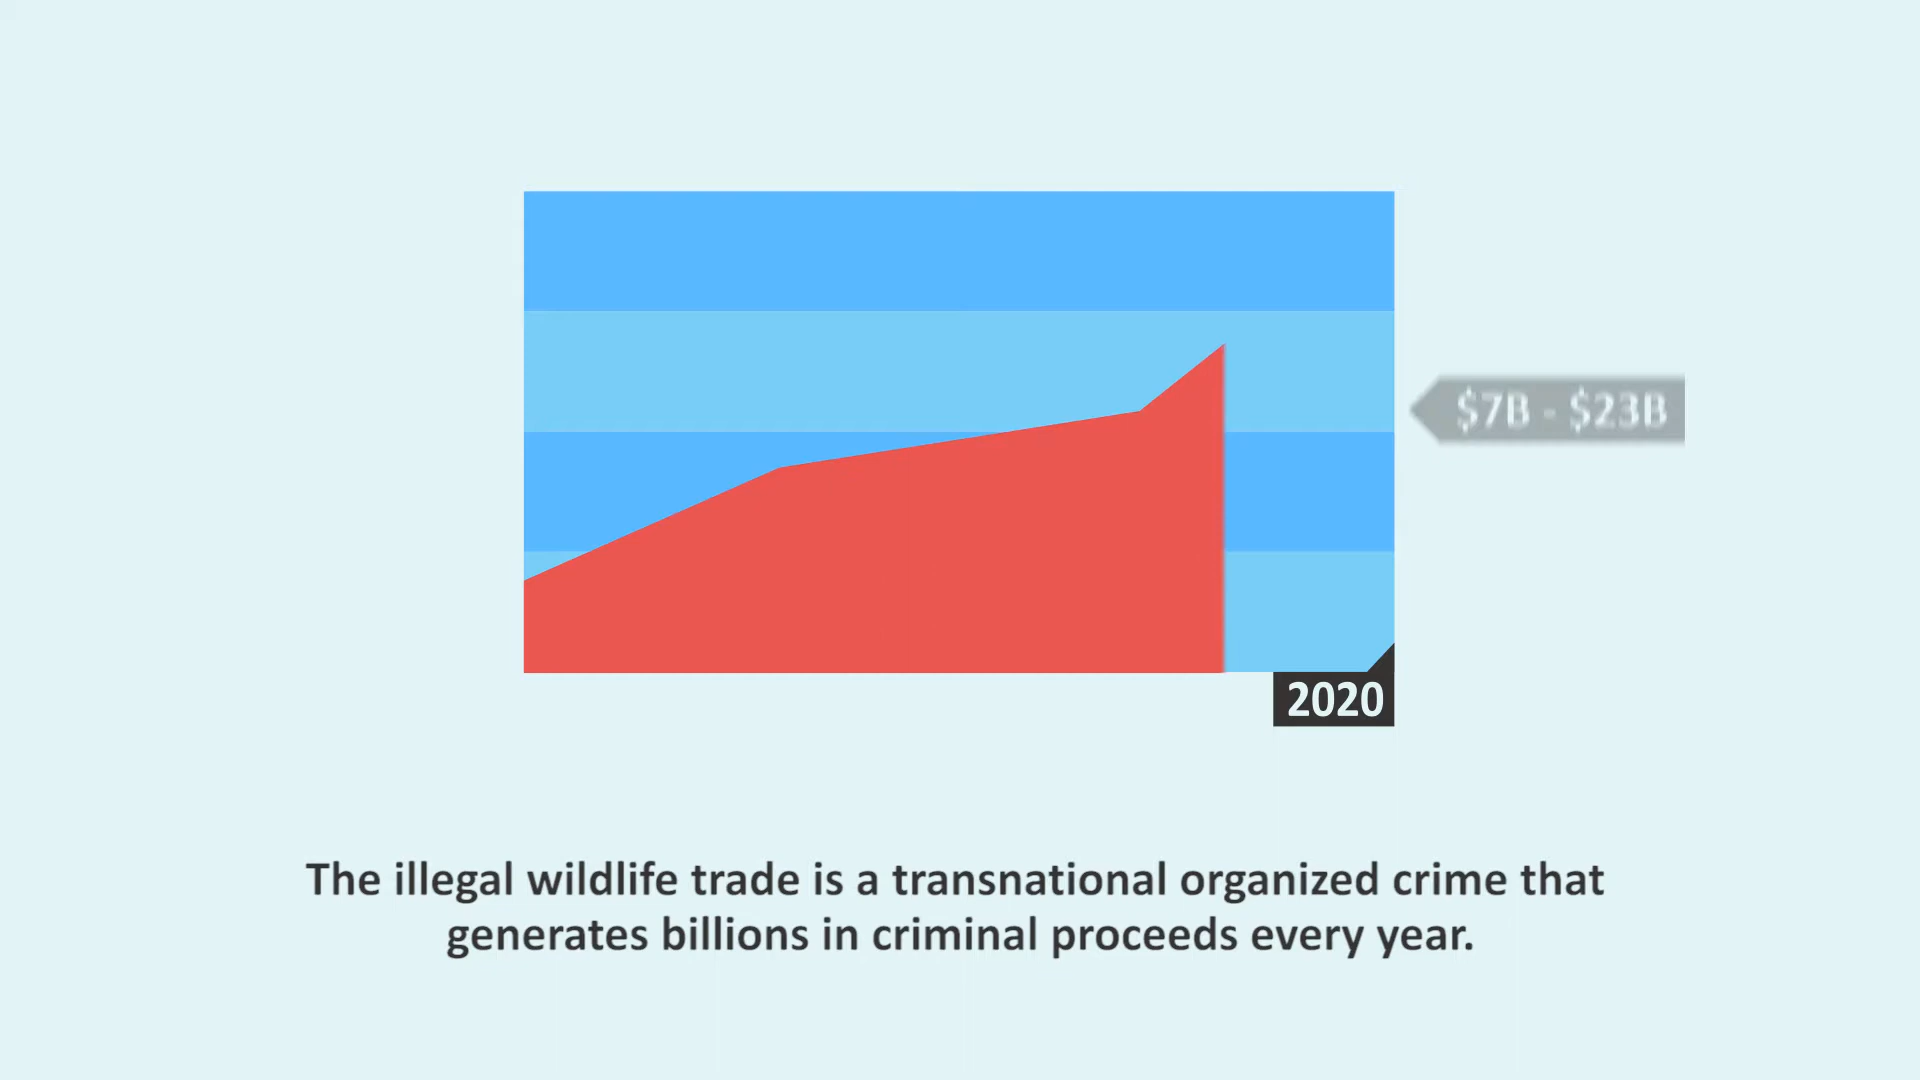 $7B - $23B
2020
The illegal wildlife trade is a transnational organized crime that
generates billions in criminal proceeds every year.